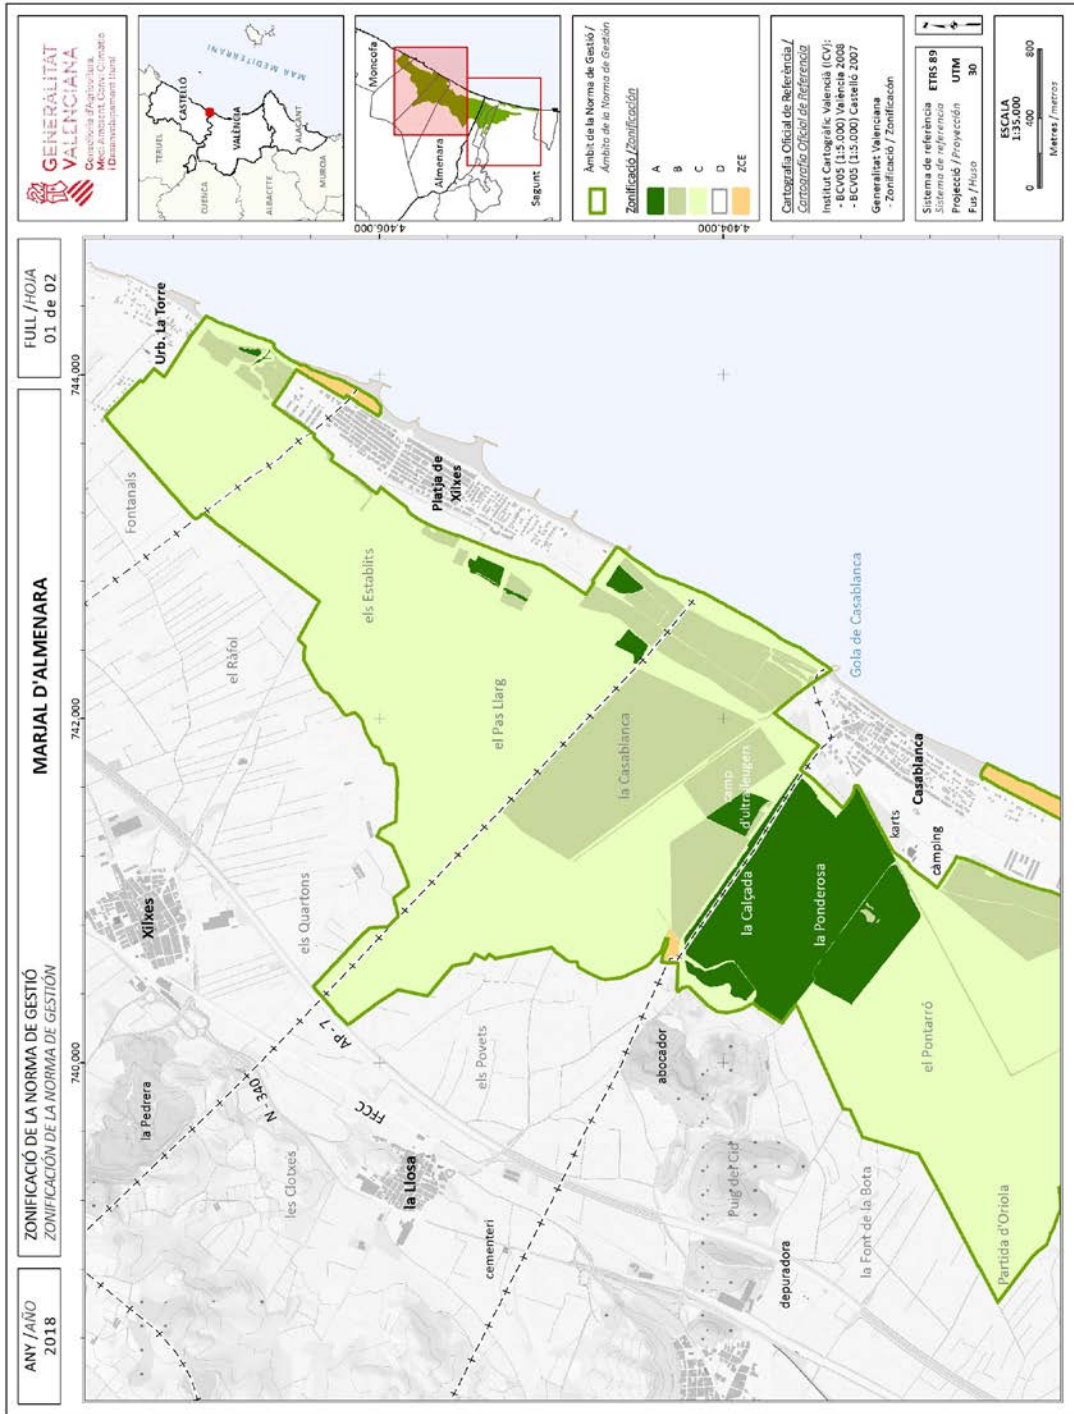 ANY / AÑO
2018
ZONIFICACIÓ DE LA NORMA DE GESTIÓ
ZONIFICACIÓN DE LA NORMA DE GESTIÓN
MARJAL D'ALMENARA
FULL / HOJA
01 de 02
GENERALITAT
VALENCIANA
Conselleria d'Agricultura,
Medi Ambient, Canvi Climàtic
i Desenvolupament Rural
TERUEL
CASTELLÓ
CUENCA
VALÈNCIA
ALBACETE
ALACANT
MURCIA
MAR MEDITERRANI
Moncofa
Almenara
Sagunt
Àmbit de la Norma de Gestió /
Ámbito de la Norma de Gestión
Zonificació / Zonificación
A
B
C
D
ZCE
Cartografia Oficial de Referència /
Cartografía Oficial de Referencia
Institut Cartogràfic Valencià (ICV):
- BCV05 (1:5.000) València 2008
- BCV05 (1:5.000) Castelló 2007
Generalitat Valenciana
- Zonificació / Zonificación
Sistema de referència
Sistema de referencia
ETRS 89
Projecció / Proyección
UTM
Fus / Huso
30
ESCALA
1:35.000
0
400
800
Metres / metros
740.000
742.000
744.000
4.406.000
4.404.000
la Pedrera
Xilxes
Fontanals
Urb. La Torre
el Ràfol
N - 340
AP - 7
els Quartons
els Establits
Platja de
Xilxes
les Clotxes
FFCC
la Llosa
els Povets
el Pas Llarg
cementeri
la Casablanca
abocador
camp
d'ultralleugers
la Calçada
Gola de Casablanca
Puig del Cid
la Ponderosa
depuradora
la Font de la Bota
karts
Casablanca
càmping
el Pontarró
Partida d'Oriola